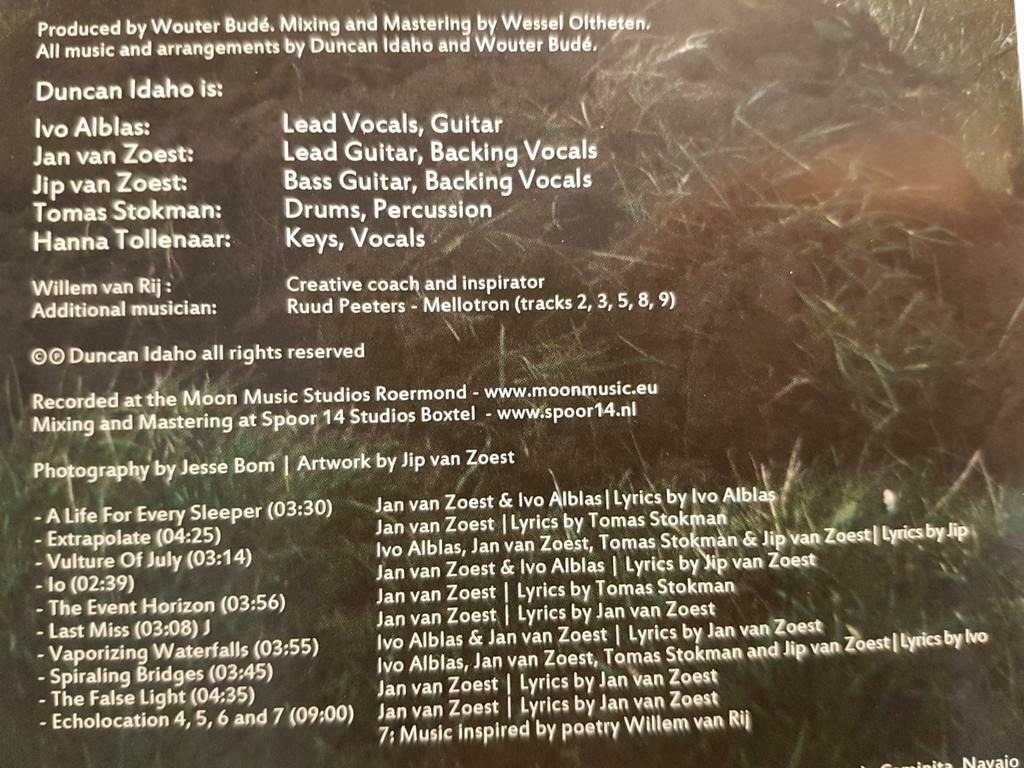 Produced by Wouter Budé. Mixing and Mastering by Wessel Oltheten.
All music and arrangements by Duncan Idaho and Wouter Budé.
Duncan Idaho is:
Ivo Alblas: Lead Vocals, Guitar
Jan van Zoest: Lead Guitar, Backing Vocals
Jip van Zoest: Bass Guitar, Backing Vocals
Tomas Stokman: Drums, Percussion
Hanna Tollenaar: Keys, Vocals
Willem van Rij : Creative coach and inspirator
Additional musician: Ruud Peeters - Mellotron (tracks 2, 3, 5, 8, 9)
©℗ Duncan Idaho all rights reserved
Recorded at the Moon Music Studios Roermond - www.moonmusic.eu
Mixing and Mastering at Spoor 14 Studios Boxtel - www.spoor14.nl
Photography by Jesse Bom | Artwork by Jip van Zoest
- A Life For Every Sleeper (03:30) Jan van Zoest & Ivo Alblas | Lyrics by Ivo Alblas
- Extrapolate (04:25) Jan van Zoest | Lyrics by Tomas Stokman
- Vulture Of July (03:14) Ivo Alblas, Jan van Zoest, Tomas Stokman & Jip van Zoest | Lyrics by Jip
- Io (02:39) Jan van Zoest & Ivo Alblas | Lyrics by Jip van Zoest
- The Event Horizon (03:56) Jan van Zoest | Lyrics by Tomas Stokman
- Last Miss (03:08) J Jan van Zoest | Lyrics by Jan van Zoest
- Vaporizing Waterfalls (03:55) Ivo Alblas & Jan van Zoest | Lyrics by Jan van Zoest
- Spiraling Bridges (03:45) Ivo Alblas, Jan van Zoest, Tomas Stokman and Jip van Zoest | Lyrics by Ivo
- The False Light (04:35) Jan van Zoest | Lyrics by Jan van Zoest
- Echolocation 4, 5, 6 and 7 (09:00) Jan van Zoest | Lyrics by Jan van Zoest
7; Music inspired by poetry Willem van Rij
Navajo